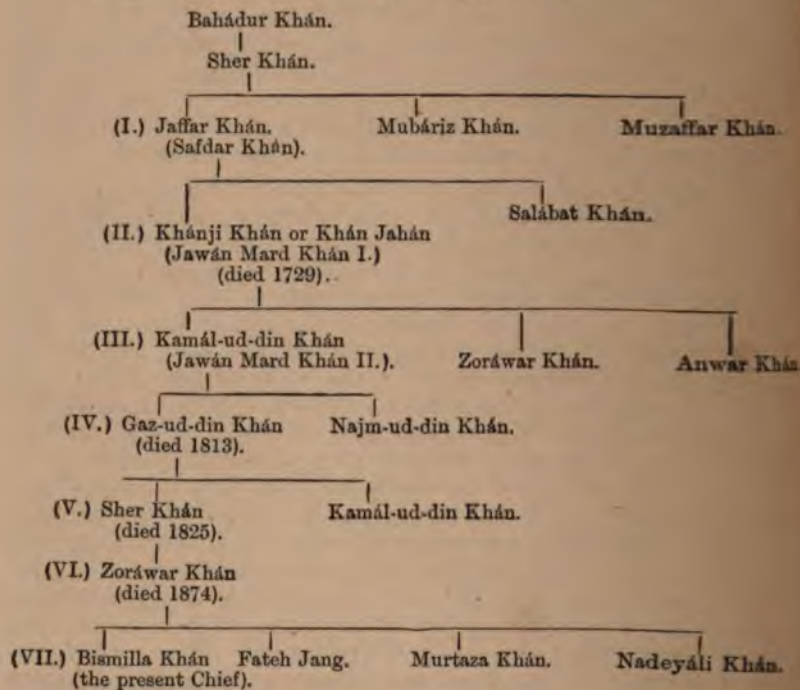 Bahádur Khán.
Sher Khán.
(I.) Jaffar Khán. Mubáriz Khán. Muzaffar Khán.
(Safdar Khán).
Salábat Khán.
(II.) Khánji Khán or Khán Jahán
(Jawán Mard Khán I.)
(died 1729).
(III.) Kamál-ud-din Khán
(Jawán Mard Khán II.). Zoráwar Khán. Anwar Khán
(IV.) Gaz-ud-din Khán Najm-ud-din Khán.
(died 1813).
(V.) Sher Khán Kamál-ud-din Khán.
(died 1825).
(VI.) Zoráwar Khán
(died 1874).
(VII.) Bismilla Khán Fateh Jang. Murtaza Khán. Nadeyáli Khán.
(the present Chief).